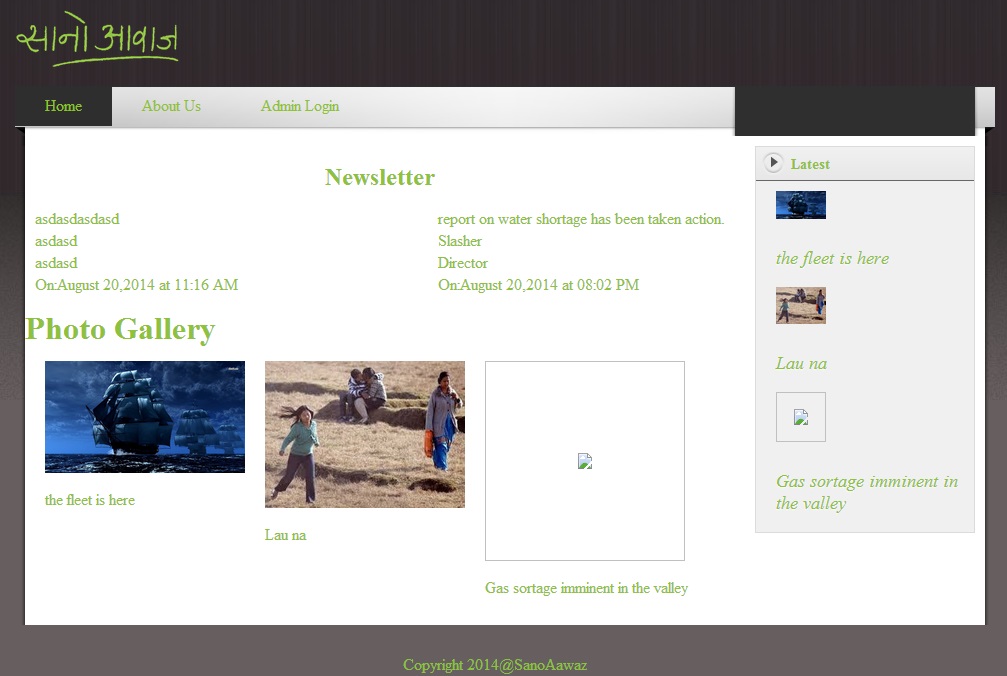 सानो आवाज
Home About Us Admin Login
Newsletter
asdasdasdasd
asdasd
asdasd
On:August 20,2014 at 11:16 AM
report on water shortage has been taken action.
Slasher
Director
On:August 20,2014 at 08:02 PM
Photo Gallery
the fleet is here
Lau na
Gas sortage imminent in the valley
Latest
the fleet is here
Lau na
Gas sortage imminent in
the valley
Copyright 2014@SanoAawaz